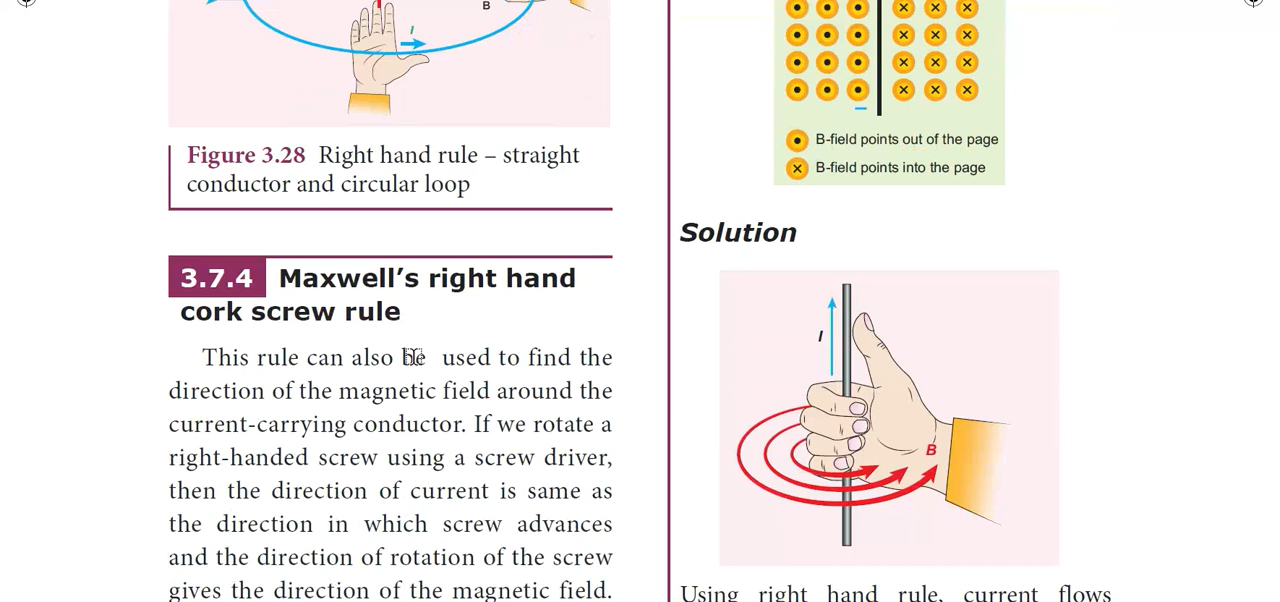 B
I
Figure 3.28 Right hand rule – straight
conductor and circular loop
3.7.4 Maxwell's right hand
cork screw rule
This rule can also be used to find the
direction of the magnetic field around the
current-carrying conductor. If we rotate a
right-handed screw using a screw driver,
then the direction of current is same as
the direction in which screw advances
and the direction of rotation of the screw
gives the direction of the magnetic field.
B-field points out of the page
B-field points into the page
Solution
I
B
Using right hand rule, current flows